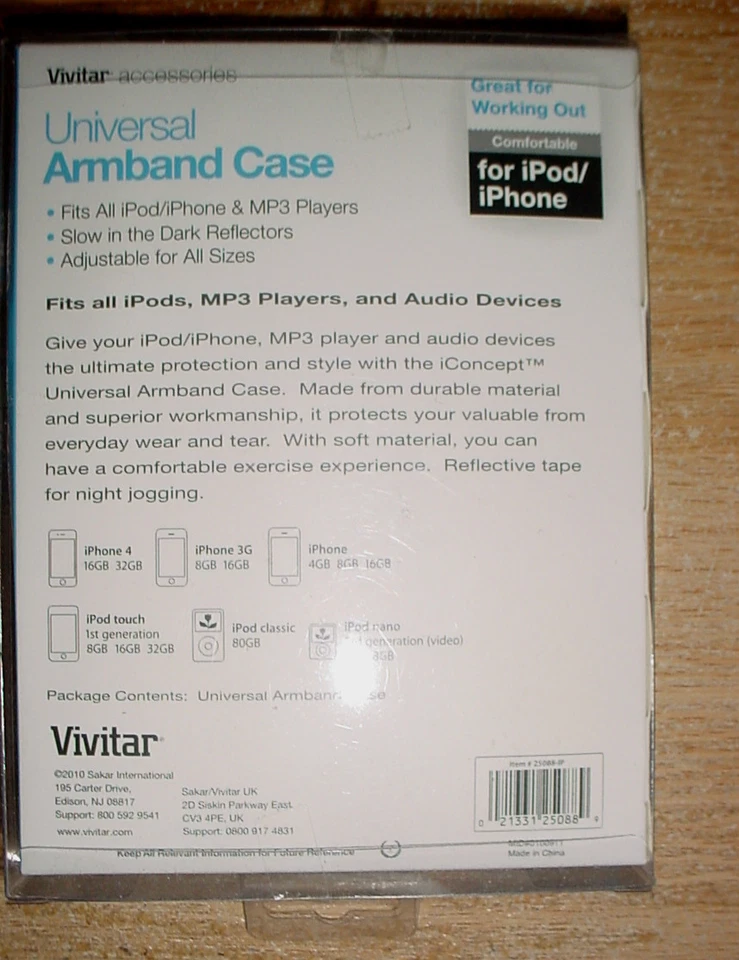 Vivitar accessories
Universal
Armband Case
Great for
Working Out
Comfortable
for iPod/
iPhone
• Fits All iPod/iPhone & MP3 Players
• Slow in the Dark Reflectors
• Adjustable for All Sizes
Fits all iPods, MP3 Players, and Audio Devices
Give your iPod/iPhone, MP3 player and audio devices
the ultimate protection and style with the iConcept™
Universal Armband Case. Made from durable material
and superior workmanship, it protects your valuable from
everyday wear and tear. With soft material, you can
have a comfortable exercise experience. Reflective tape
for night jogging.
iPhone 4
16GB 32GB
iPhone 3G
8GB 16GB
iPhone
4GB 8GB 16GB
iPod touch
1st generation
8GB 16GB 32GB
iPod classic
80GB
iPod nano
generation (video)
8GB
Package Contents: Universal Armband Case
Vivitar
©2010 Sakar International
195 Carter Drive,
Edison, NJ 08817
Support: 800 592 9541
www.vivitar.com
Sakar/Vivitar UK
2D Siskin Parkway East
CV3 4PE, UK
Support: 0800 917 4831
Item # 25088-IP
0 21331 25088 9
Made in China
Keep All Relevant Information for Future Reference